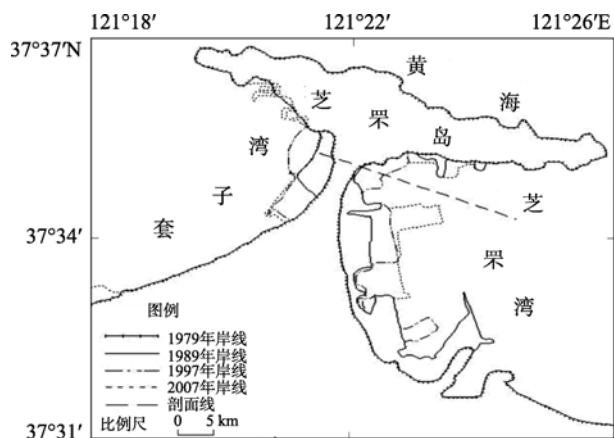 121°18′ 121°22′ 121°26′E
37°37′N
黄
海
芝
罘
岛
湾
子
套
芝
罘
湾
37°34′
图例
1979年岸线
1989年岸线
1997年岸线
2007年岸线
剖面线
比例尺 0 5 km
37°31′